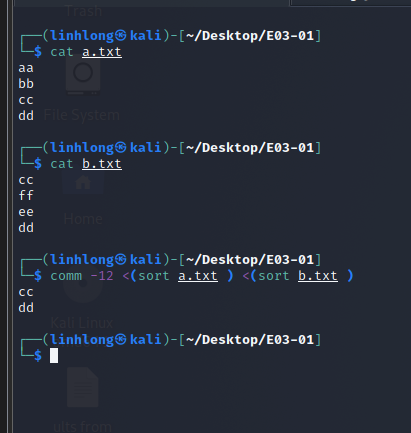 Trash
┌──(linhlong㉿kali)-[~/Desktop/E03-01]
└─$ cat a.txt
aa
bb
cc
dd
File System
┌──(linhlong㉿kali)-[~/Desktop/E03-01]
└─$ cat b.txt
cc
ff
ee
Home
dd
┌──(linhlong㉿kali)-[~/Desktop/E03-01]
└─$ comm -12 <(sort a.txt ) <(sort b.txt )
cc
dd
Kali Linux
┌──(linhlong㉿kali)-[~/Desktop/E03-01]
└─$
ults from